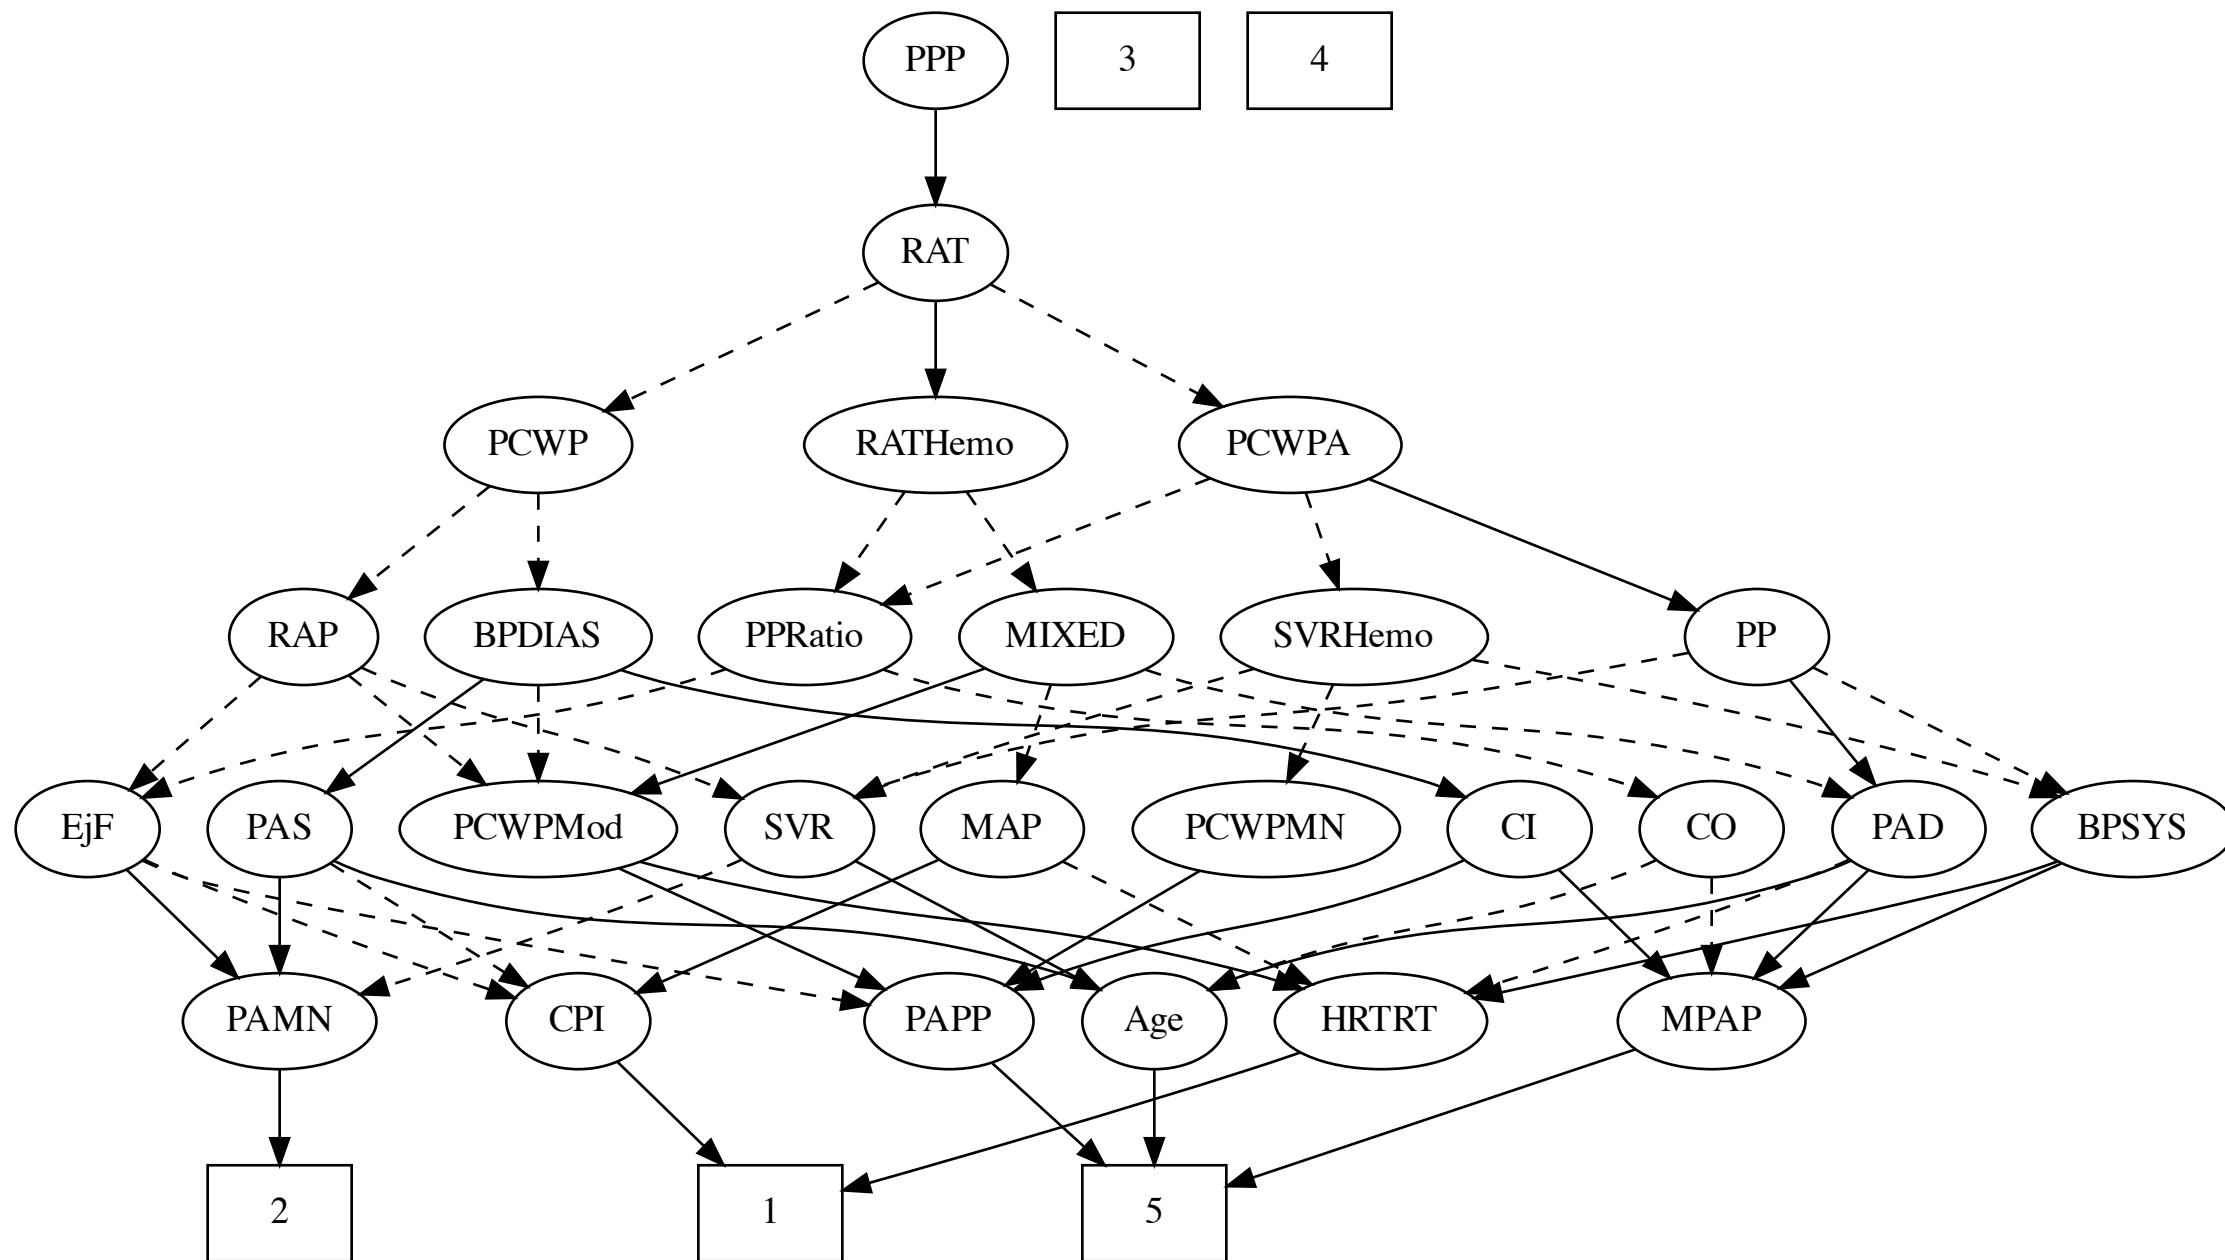 PPP
3
4
RAT
PCWP
RATHemo
PCWPA
RAP
BPDIAS
PPRatio
MIXED
SVRHemo
PP
EjF
PAS
PCWPMod
SVR
MAP
PCWPMN
CI
CO
PAD
BPSYS
PAMN
CPI
PAPP
Age
HRTRT
MPAP
2
1
5